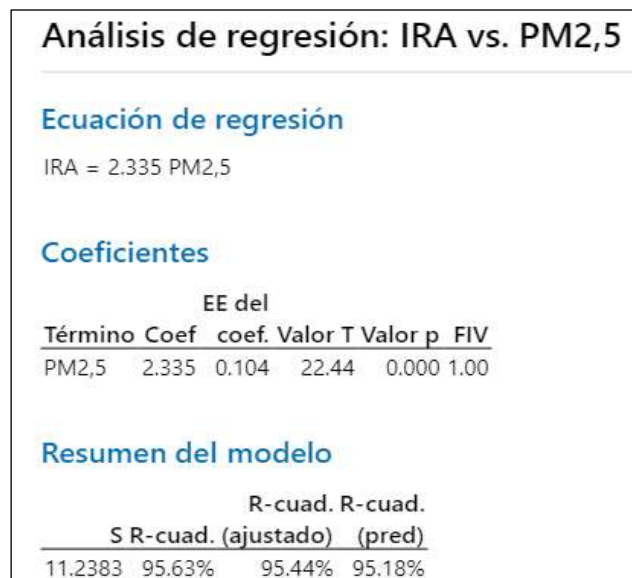 Análisis de regresión: IRA vs. PM2,5
Ecuación de regresión
IRA = 2.335 PM2,5
Coeficientes
EE del
Término Coef coef. Valor T Valor p FIV
PM2,5 2.335 0.104 22.44 0.000 1.00
Resumen del modelo
R-cuad. R-cuad.
S R-cuad. (ajustado) (pred)
11.2383 95.63% 95.44% 95.18%